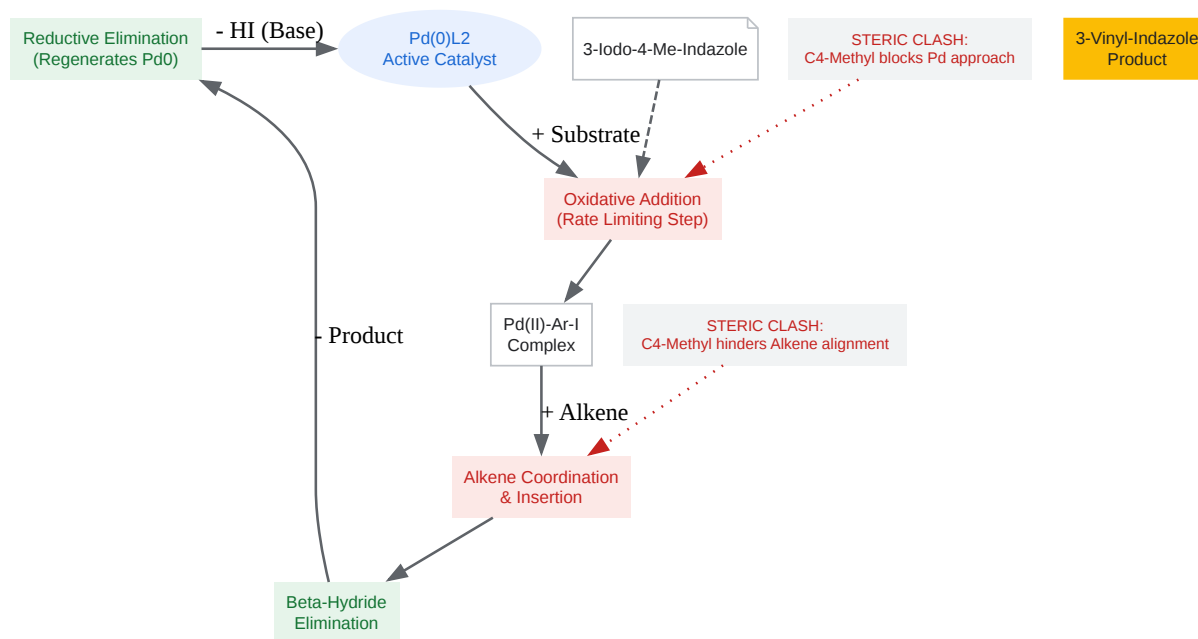 Reductive Elimination
(Regenerates Pd0)
- HI (Base)
Pd(0)L2
Active Catalyst
3-Iodo-4-Me-Indazole
STERIC CLASH:
C4-Methyl blocks Pd approach
3-Vinyl-Indazole
Product
+ Substrate
Oxidative Addition
(Rate Limiting Step)
Pd(II)-Ar-I
Complex
STERIC CLASH:
C4-Methyl hinders Alkene alignment
- Product
+ Alkene
Alkene Coordination
& Insertion
Beta-Hydride
Elimination